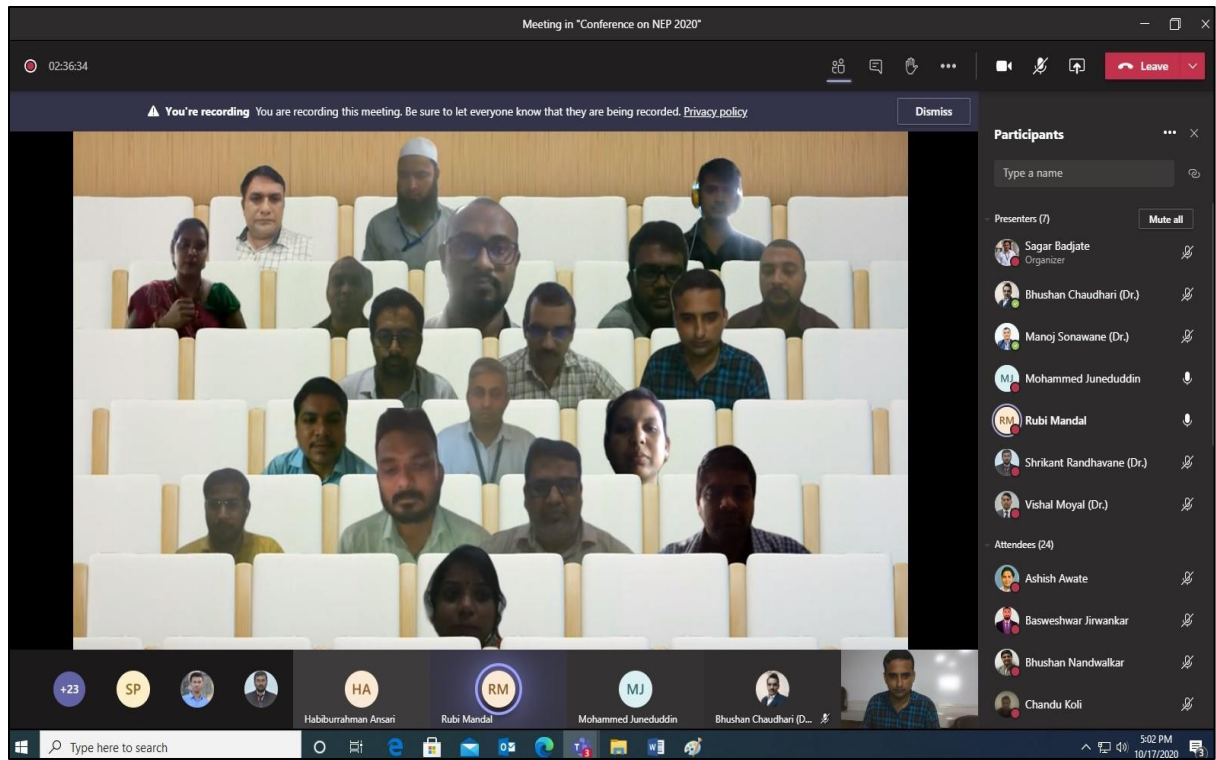 Meeting in "Conference on NEP 2020"
02:36:34
Leave
You're recording You are recording this meeting. Be sure to let everyone know that they are being recorded. Privacy policy
Dismiss
Participants
Type a name
Presenters (7)
Mute all
Sagar Badjate
Organizer
Bhushan Chaudhari (Dr.)
Manoj Sonawane (Dr.)
MJ
Mohammed Juneduddin
RM
Rubi Mandal
Shrikant Randhavane (Dr.)
Vishal Moyal (Dr.)
Attendees (24)
Ashish Awate
Basweshwar Jirwankar
Bhushan Nandwalkar
Chandu Koli
+23
SP
HA
Habiburrahman Ansari
RM
Rubi Mandal
MJ
Mohammed Juneduddin
Bhushan Chaudhari (D...
Type here to search
5:02 PM
10/17/2020